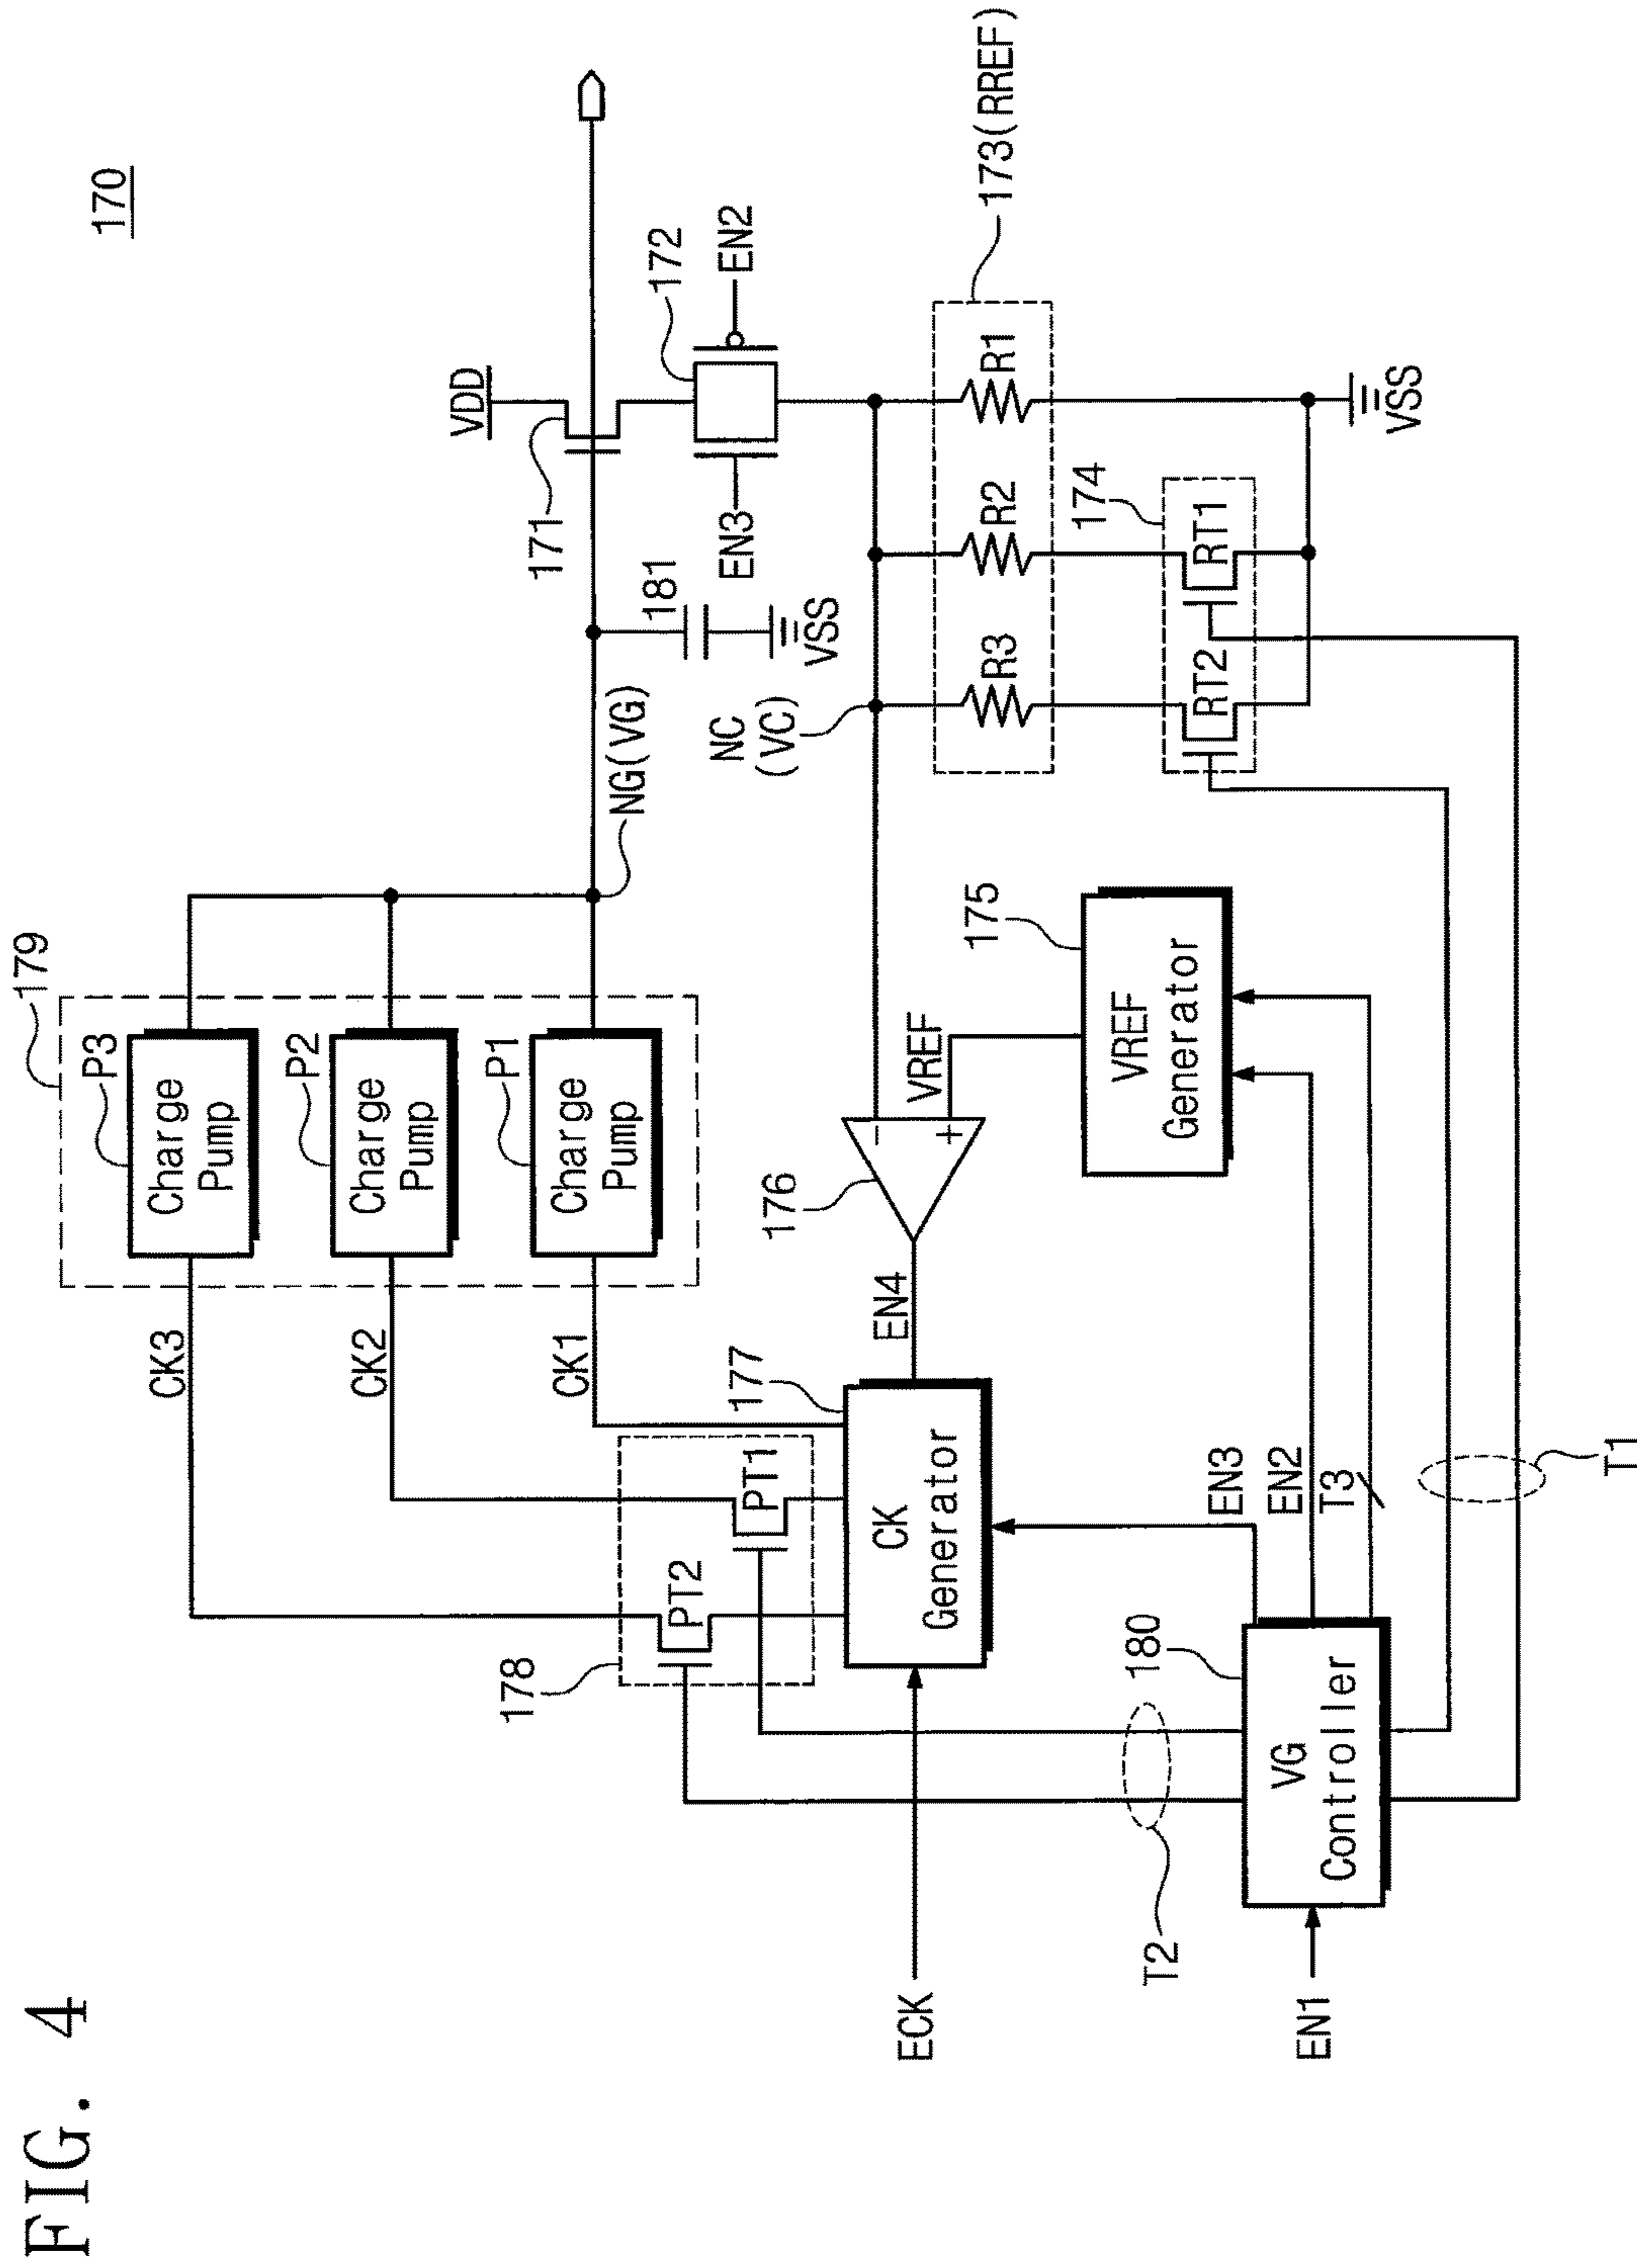 FIG. 4
170
179
P3
Charge
Pump
CK3
P2
Charge
Pump
CK2
P1
Charge
Pump
CK1
VDD
171
172
EN2
EN3
181
VSS
NG(VG)
NC
(VC)
173(RREF)
R1
R2
R3
174
RT1
RT2
VSS
175
VREF
Generator
VREF
176
-
+
EN4
177
CK
Generator
178
PT1
PT2
ECK
EN3
EN2
T3
T1
T2
180
VG
Controller
EN1